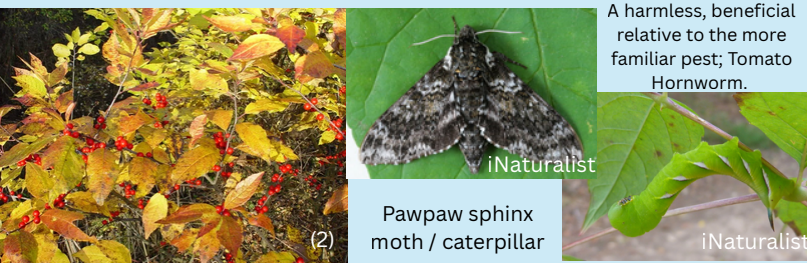 A harmless, beneficial
relative to the more
familiar pest; Tomato
Hornworm.
iNaturalist
Pawpaw sphinx
moth / caterpillar
(2)
iNaturalist